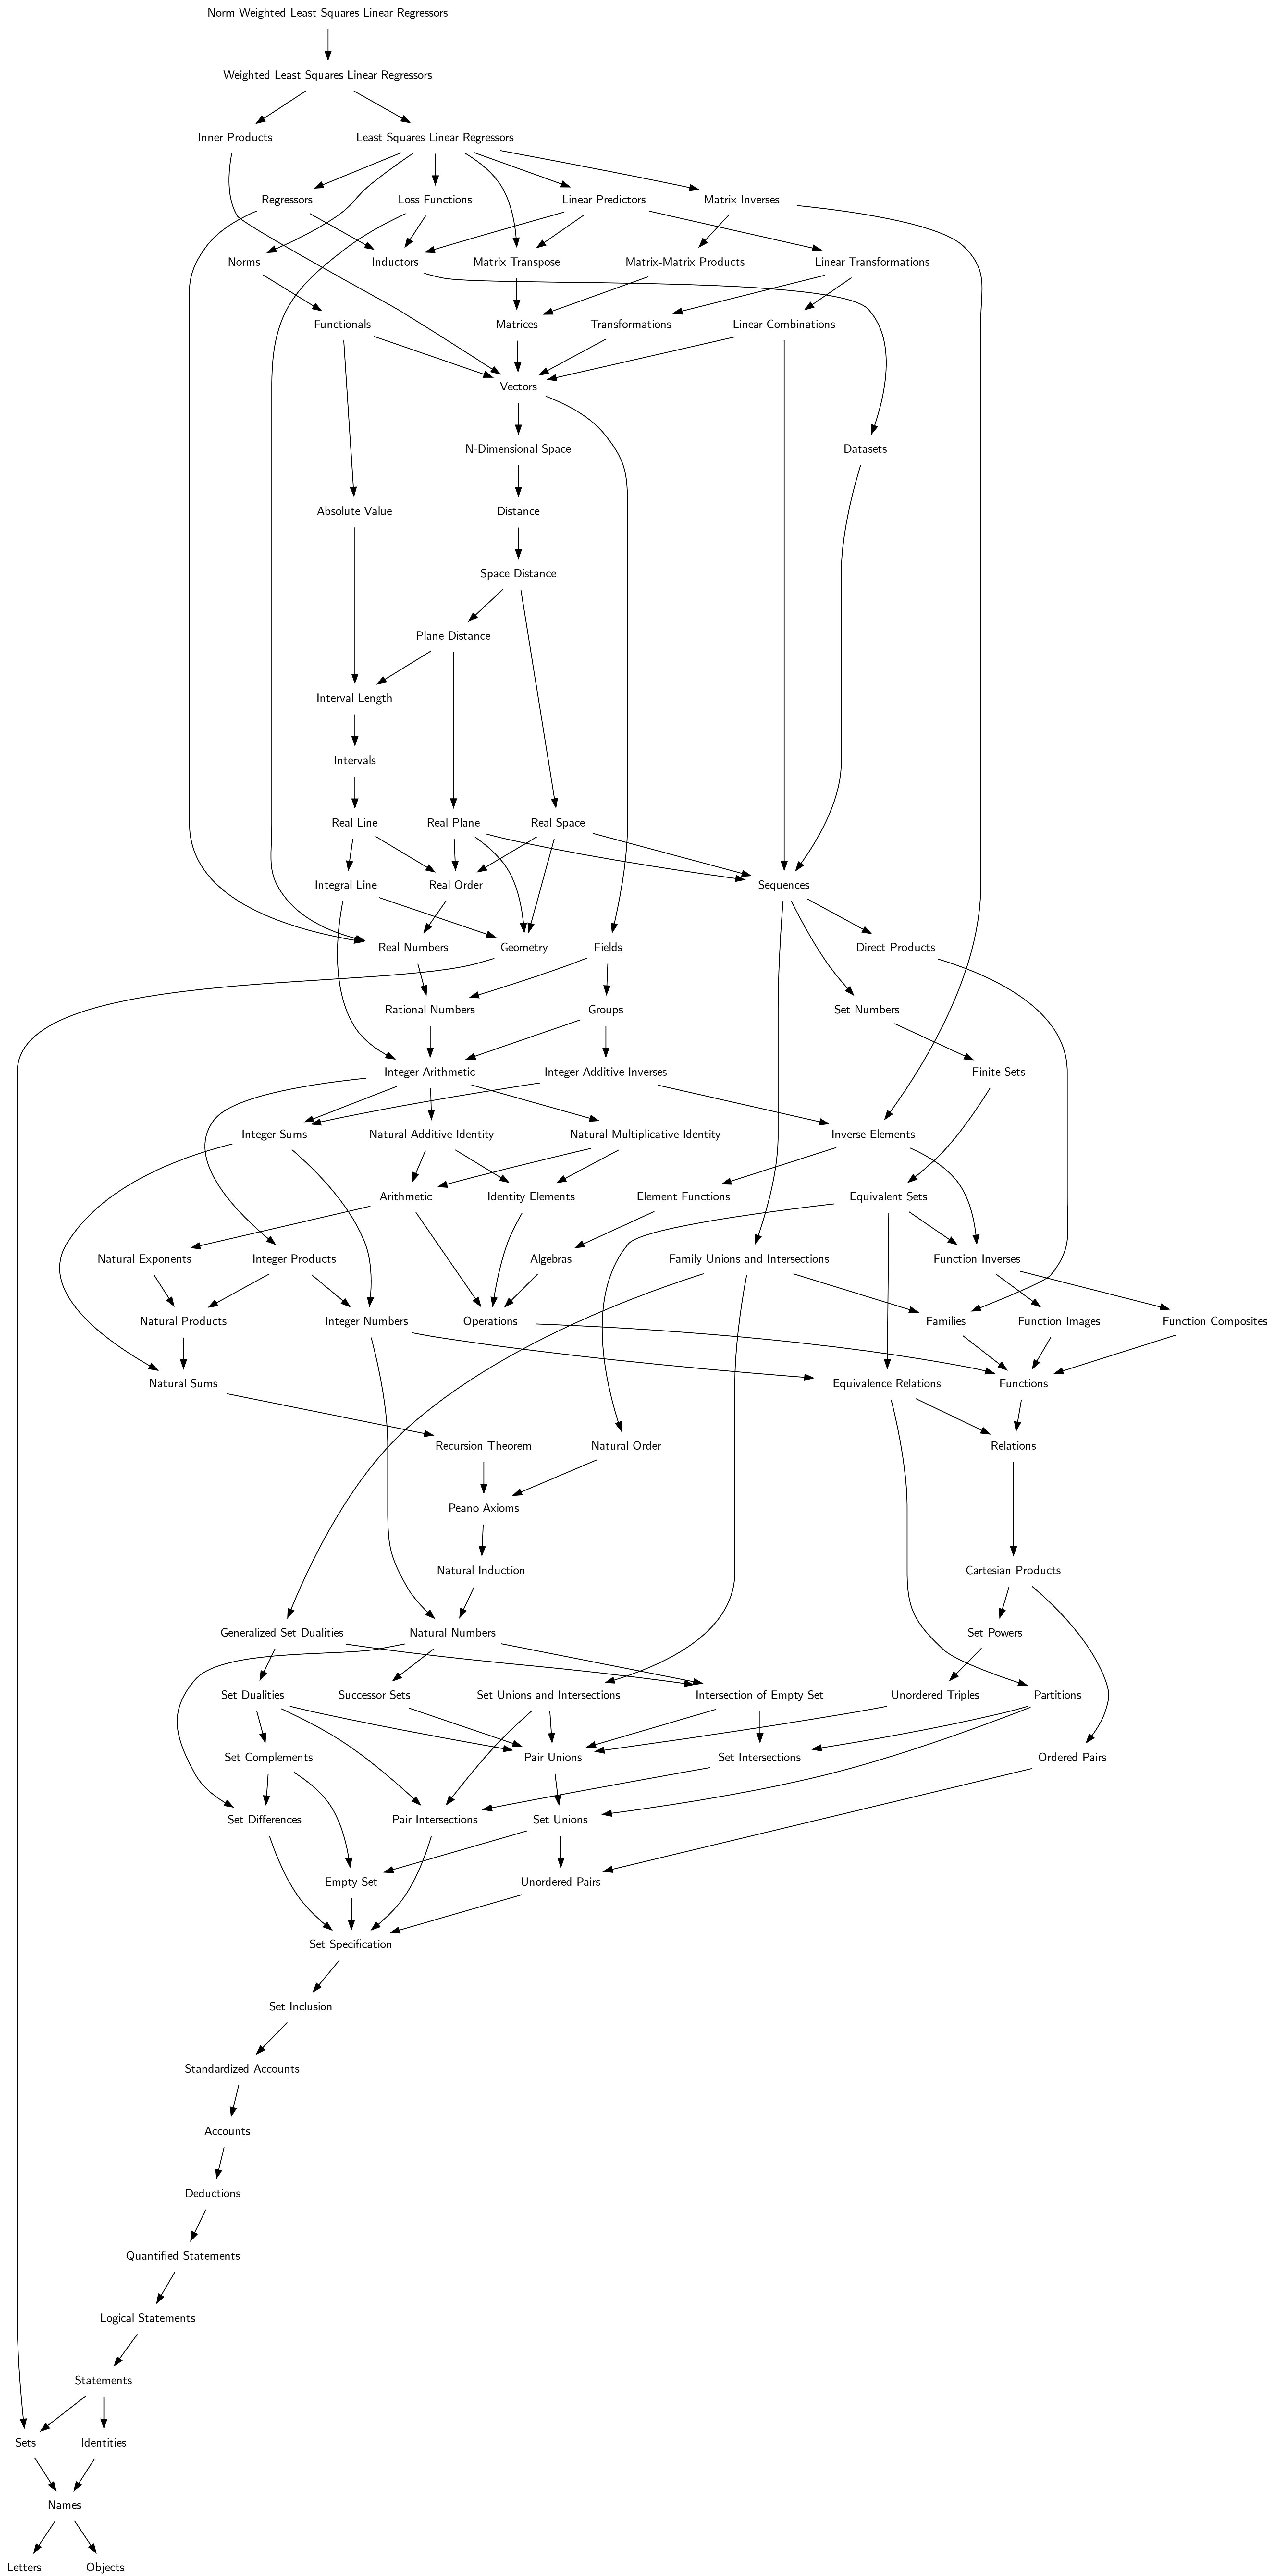 Norm Weighted Least Squares Linear Regressors
Weighted Least Squares Linear Regressors
Inner Products
Least Squares Linear Regressors
Regressors
Loss Functions
Linear Predictors
Matrix Inverses
Norms
Inductors
Matrix Transpose
Matrix-Matrix Products
Linear Transformations
Functionals
Matrices
Transformations
Linear Combinations
Vectors
N-Dimensional Space
Datasets
Absolute Value
Distance
Space Distance
Plane Distance
Interval Length
Intervals
Real Line
Real Plane
Real Space
Integral Line
Real Order
Sequences
Real Numbers
Geometry
Fields
Direct Products
Rational Numbers
Groups
Set Numbers
Integer Arithmetic
Integer Additive Inverses
Finite Sets
Integer Sums
Natural Additive Identity
Natural Multiplicative Identity
Inverse Elements
Arithmetic
Identity Elements
Element Functions
Equivalent Sets
Natural Exponents
Integer Products
Algebras
Family Unions and Intersections
Function Inverses
Natural Products
Integer Numbers
Operations
Families
Function Images
Function Composites
Natural Sums
Equivalence Relations
Functions
Recursion Theorem
Natural Order
Relations
Peano Axioms
Natural Induction
Cartesian Products
Generalized Set Dualities
Natural Numbers
Set Powers
Set Dualities
Successor Sets
Set Unions and Intersections
Intersection of Empty Set
Unordered Triples
Partitions
Set Complements
Pair Unions
Set Intersections
Ordered Pairs
Set Differences
Pair Intersections
Set Unions
Empty Set
Unordered Pairs
Set Specification
Set Inclusion
Standardized Accounts
Accounts
Deductions
Quantified Statements
Logical Statements
Statements
Sets
Identities
Names
Letters
Objects